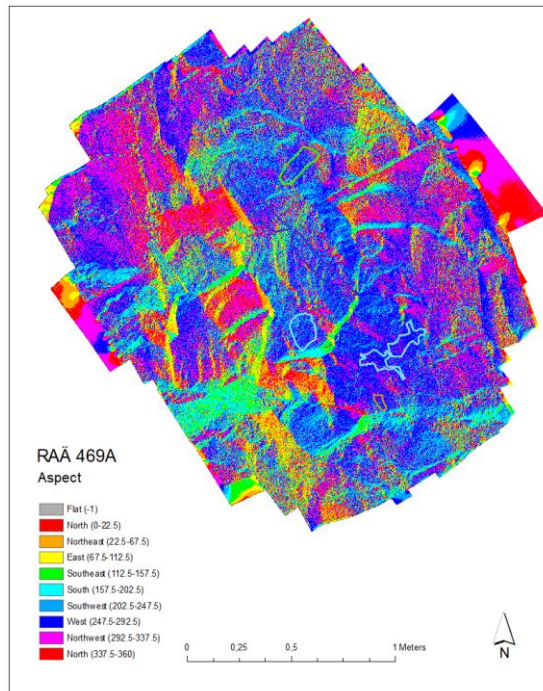 RAÄ 469A
Aspect
Flat (-1)
North (0-22.5)
Northeast (22.5-67.5)
East (67.5-112.5)
Southeast (112.5-157.5)
South (157.5-202.5)
Southwest (202.5-247.5)
West (247.5-292.5)
Northwest (292.5-337.5)
North (337.5-360)
0 0,5 1 Meters
N